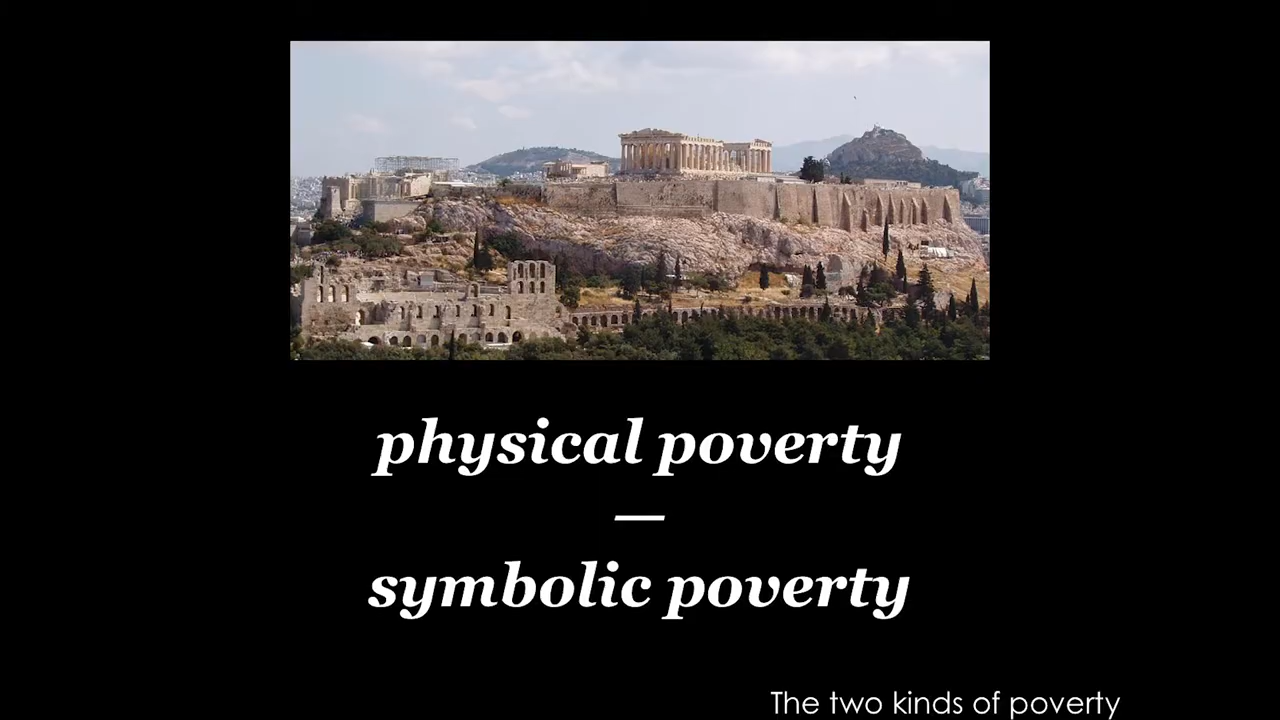 physical poverty
—
symbolic poverty
The two kinds of poverty